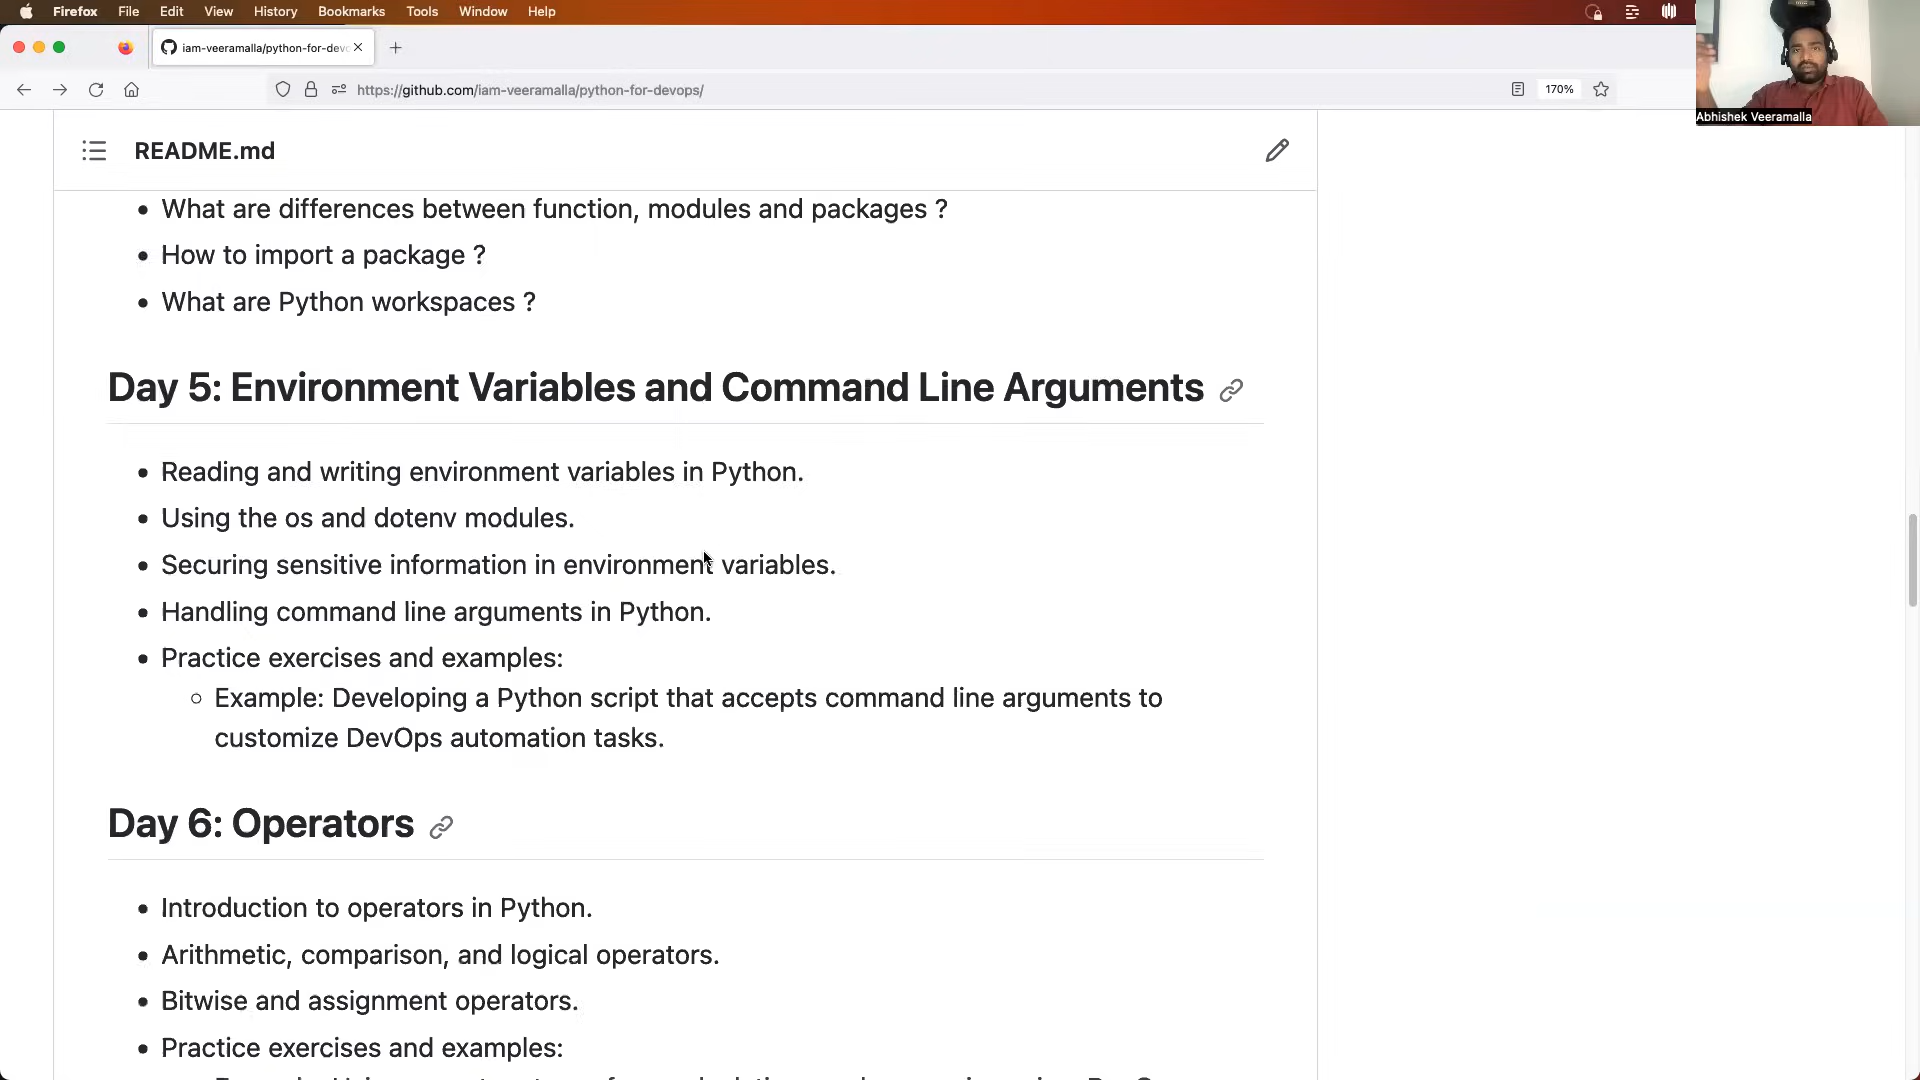 Firefox File Edit View History Bookmarks Tools Window Help
iam-veeramalla/python-for-devo
https://github.com/iam-veeramalla/python-for-devops/
170%
Abhishek Veeramalla
README.md
• What are differences between function, modules and packages ?
• How to import a package ?
• What are Python workspaces ?
Day 5: Environment Variables and Command Line Arguments
• Reading and writing environment variables in Python.
• Using the os and dotenv modules.
• Securing sensitive information in environment variables.
• Handling command line arguments in Python.
• Practice exercises and examples:
◦ Example: Developing a Python script that accepts command line arguments to
customize DevOps automation tasks.
Day 6: Operators
• Introduction to operators in Python.
• Arithmetic, comparison, and logical operators.
• Bitwise and assignment operators.
• Practice exercises and examples: